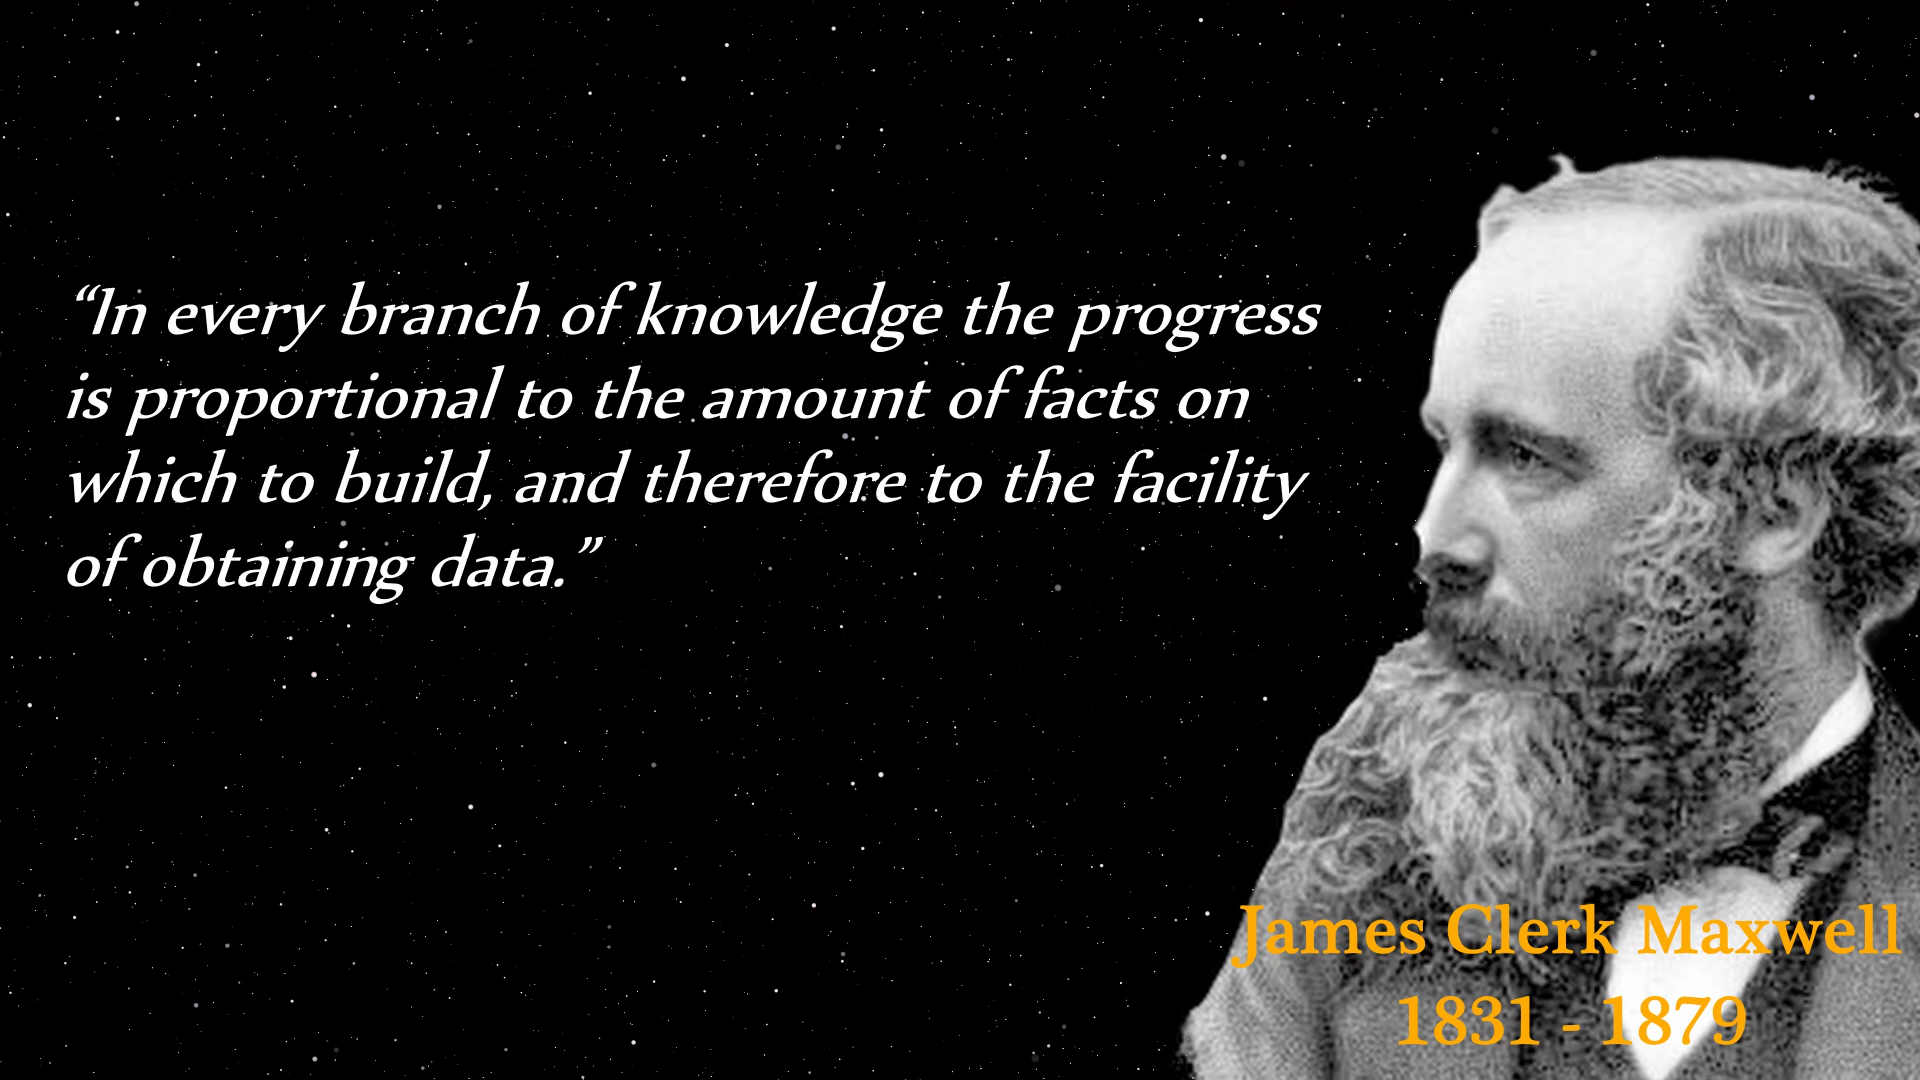 “In every branch of knowledge the progress
is proportional to the amount of facts on
which to build, and therefore to the facility
of obtaining data.”
James Clerk Maxwell
1831 - 1879